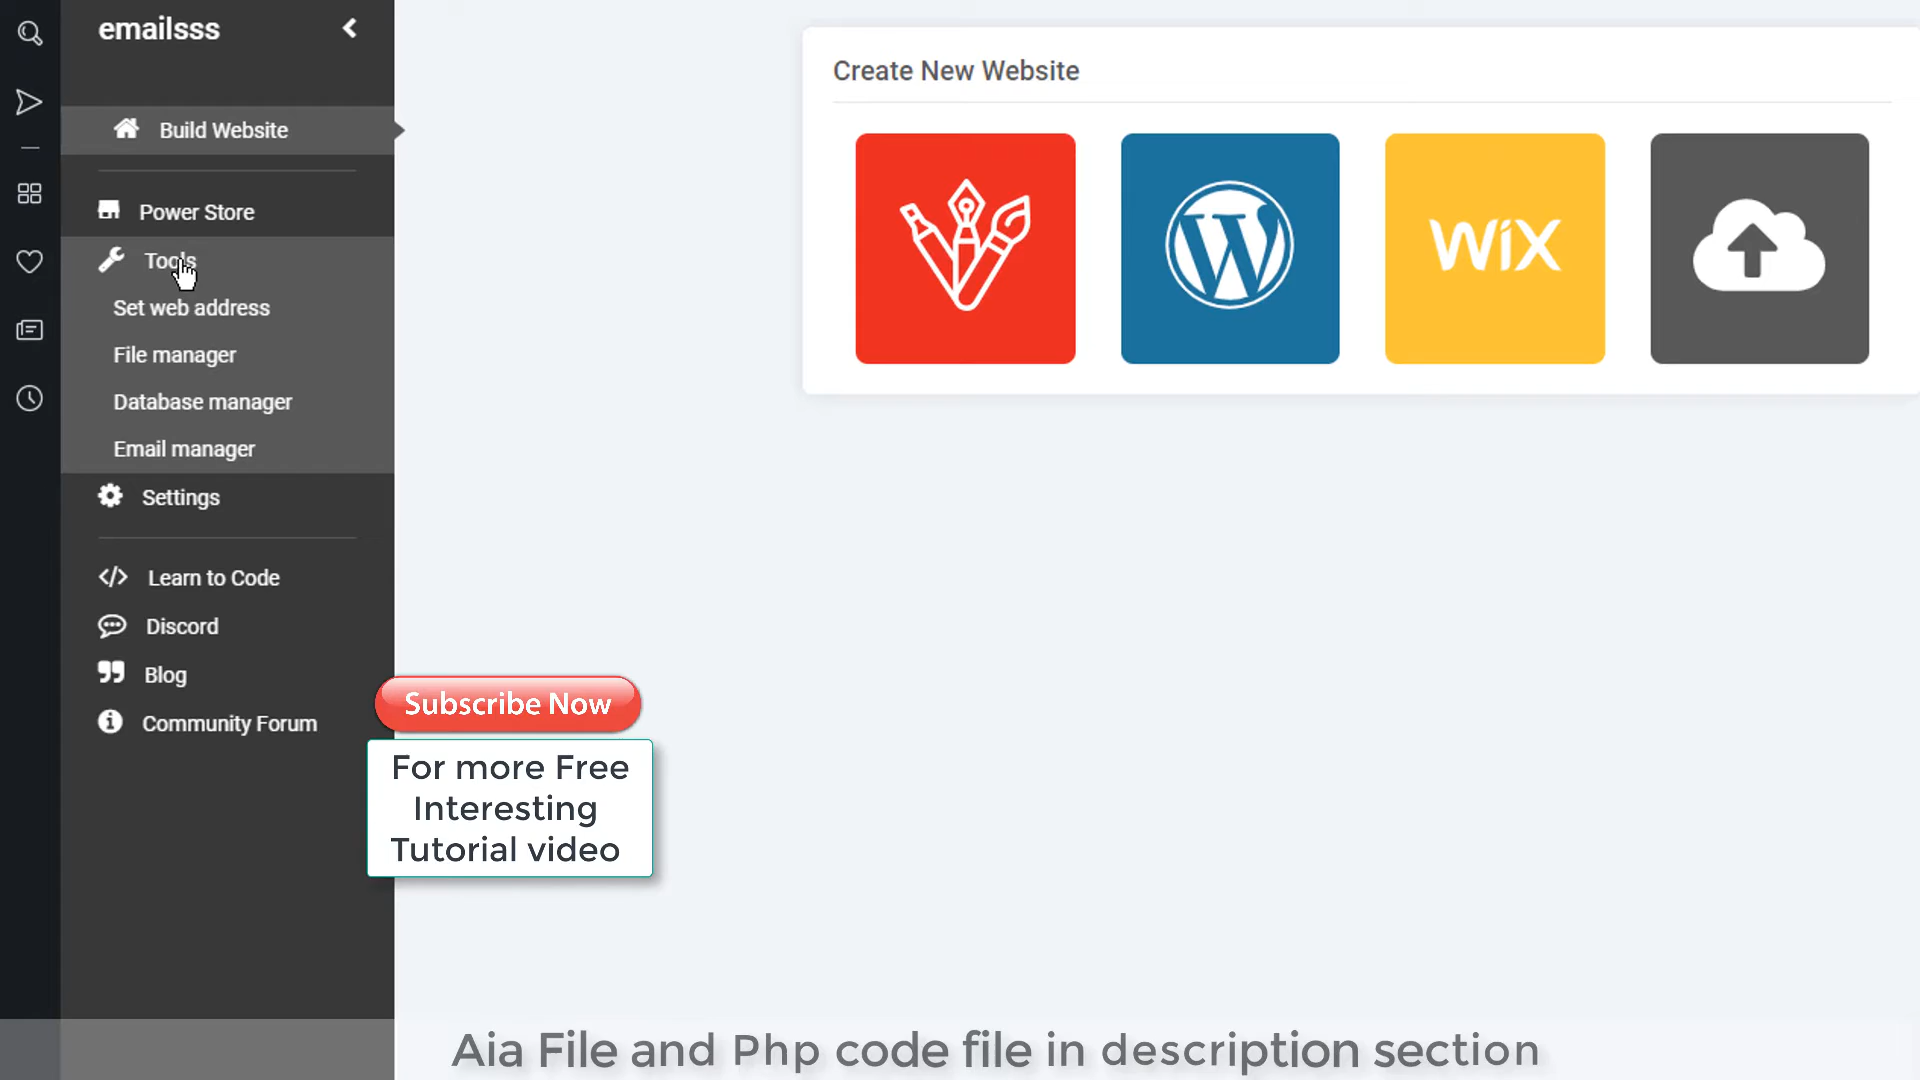 emailsss
Build Website
Power Store
Tools
Set web address
File manager
Database manager
Email manager
Settings
Learn to Code
Discord
Blog
Community Forum
Create New Website
W
WiX
Subscribe Now
For more Free
Interesting
Tutorial video
Aia File and Php code file in description section